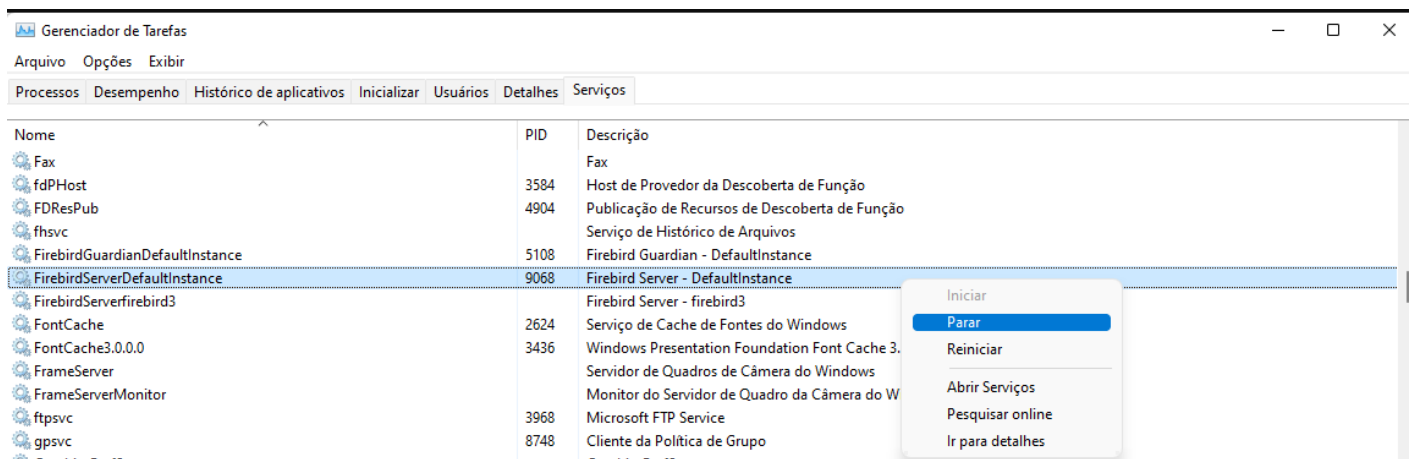 Gerenciador de Tarefas
Arquivo Opções Exibir
Processos Desempenho Histórico de aplicativos Inicializar Usuários Detalhes Serviços
Nome PID Descrição
Fax Fax
fdPHost 3584 Host de Provedor da Descoberta de Função
FDResPub 4904 Publicação de Recursos de Descoberta de Função
fhsvc Serviço de Histórico de Arquivos
FirebirdGuardianDefaultInstance 5108 Firebird Guardian - DefaultInstance
FirebirdServerDefaultInstance 9068 Firebird Server - DefaultInstance
FirebirdServerfirebird3 Firebird Server - firebird3
FontCache 2624 Serviço de Cache de Fontes do Windows
FontCache3.0.0.0 3436 Windows Presentation Foundation Font Cache 3.
FrameServer Servidor de Quadros de Câmera do Windows
FrameServerMonitor Monitor do Servidor de Quadro da Câmera do W
ftpsvc 3968 Microsoft FTP Service
gpsvc 8748 Cliente da Política de Grupo
Iniciar
Parar
Reiniciar
Abrir Serviços
Pesquisar online
Ir para detalhes